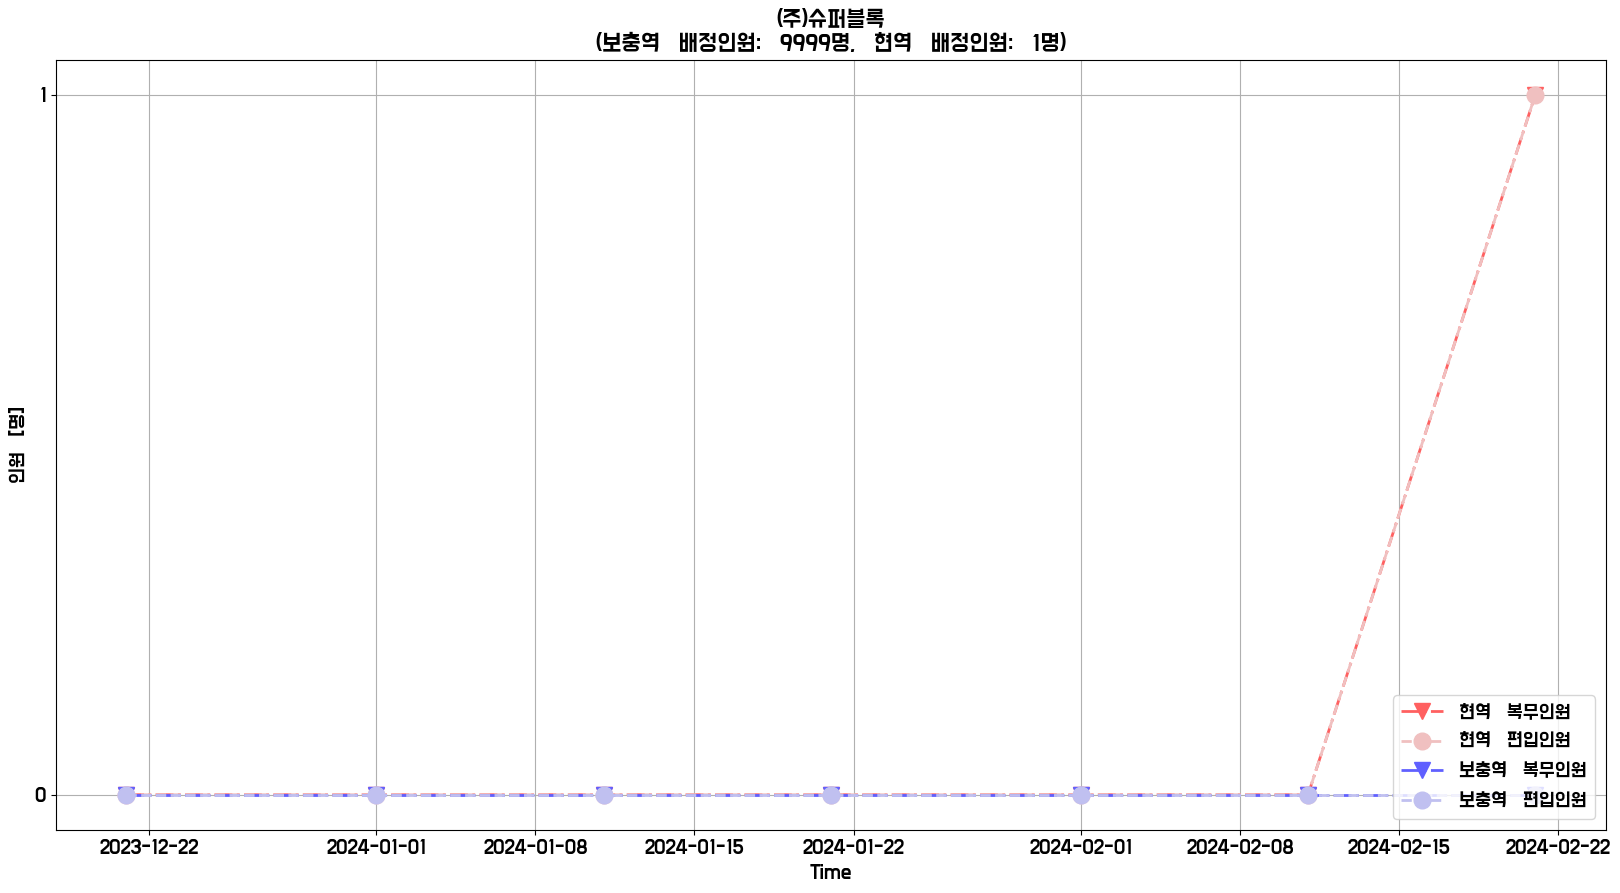 (주)슈퍼블록
(보충역 배정인원: 9999명, 현역 배정인원: 1명)
인원 [명]
1
0
현역 복무인원
현역 편입인원
보충역 복무인원
보충역 편입인원
2023-12-22 2024-01-01 2024-01-08 2024-01-15 2024-01-22 2024-02-01 2024-02-08 2024-02-15 2024-02-22
Time